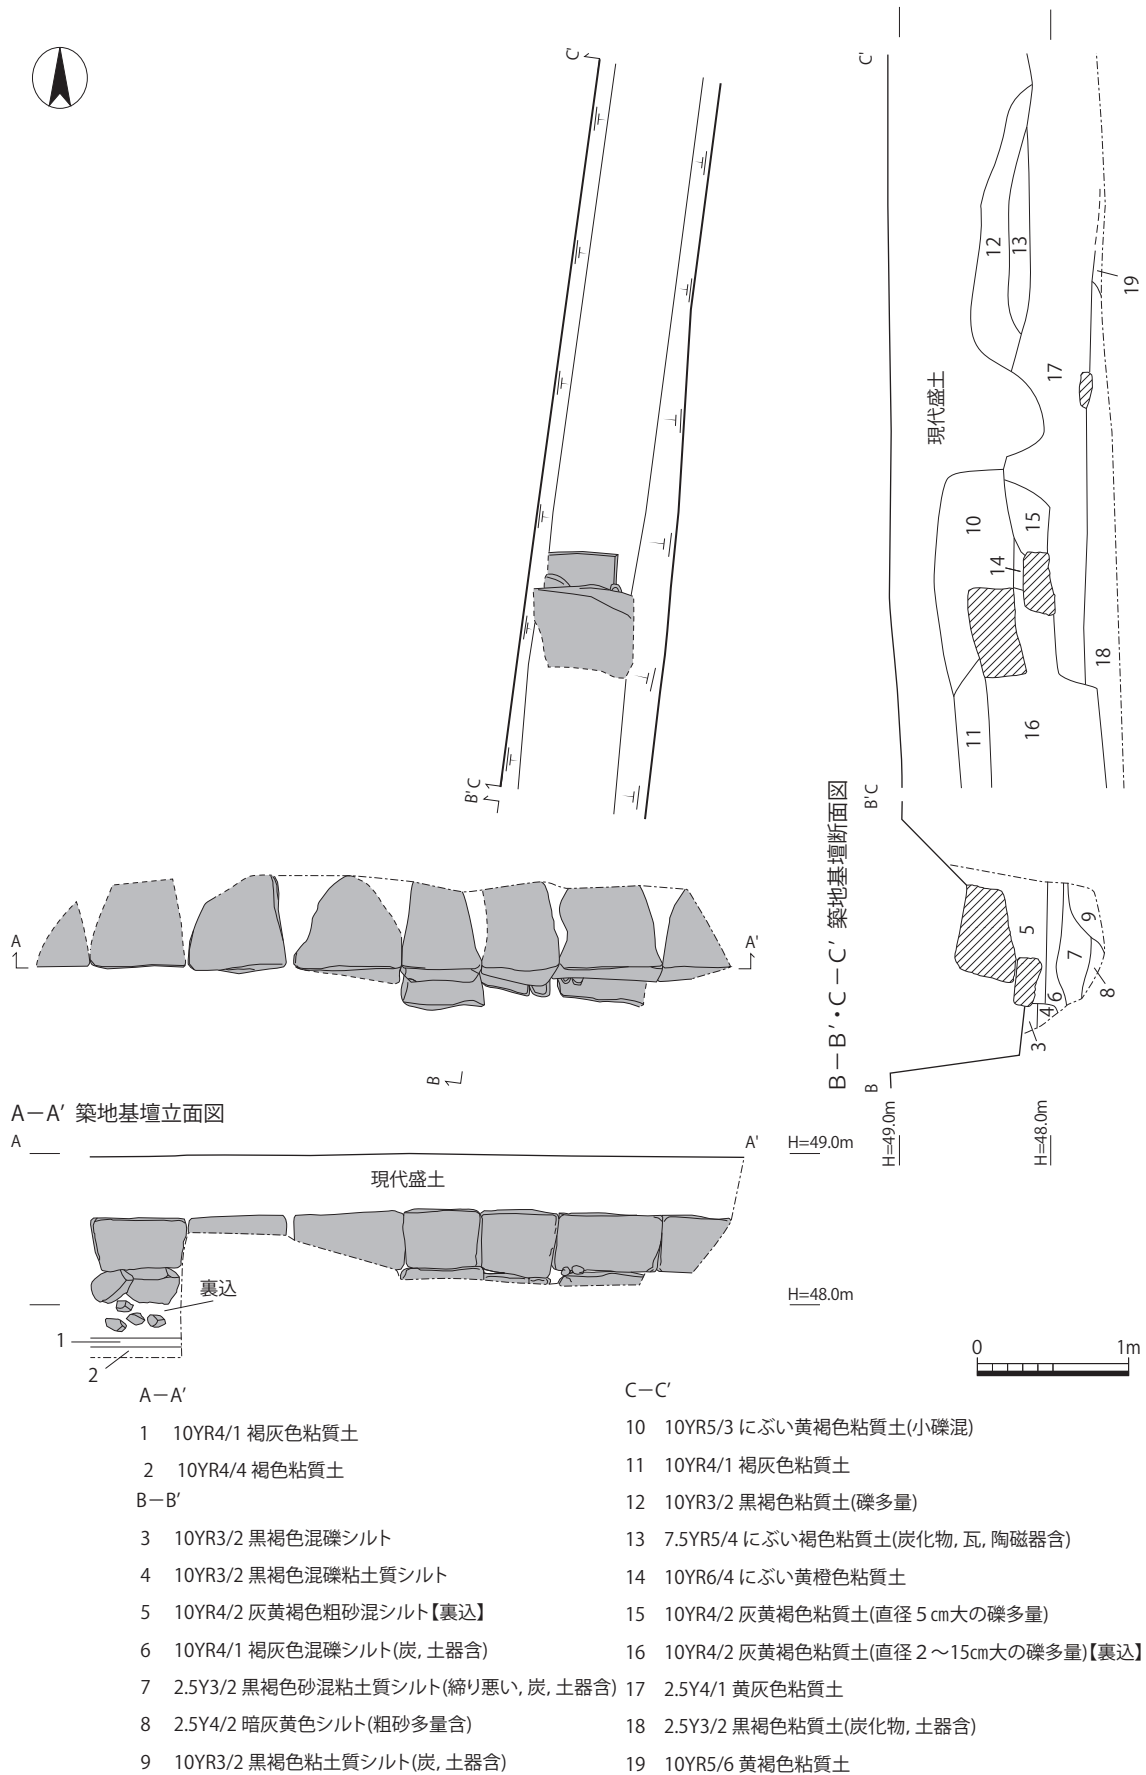 C'
B' C
A
A'
B
A－A′ 築地基壇立面図
A
A'
H=49.0m
現代盛土
裏込
H=48.0m
1
2
C'
12
13
19
17
現代盛土
10
15
14
18
16
11
B' C
B－B′・C－C′ 築地基壇断面図
5
9
7
6
4
8
3
B
H=49.0m
H=48.0m
0
1m
A－A′
1 10YR4/1 褐灰色粘質土
2 10YR4/4 褐色粘質土
B－B′
3 10YR3/2 黒褐色混礫シルト
4 10YR3/2 黒褐色混礫粘土質シルト
5 10YR4/2 灰黄褐色粗砂混シルト【裏込】
6 10YR4/1 褐灰色混礫シルト(炭, 土器含)
7 2.5Y3/2 黒褐色砂混粘土質シルト(締り悪い, 炭, 土器含)
8 2.5Y4/2 暗灰黄色シルト(粗砂多量含)
9 10YR3/2 黒褐色粘土質シルト(炭, 土器含)
C－C′
10 10YR5/3 にぶい黄褐色粘質土(小礫混)
11 10YR4/1 褐灰色粘質土
12 10YR3/2 黒褐色粘質土(礫多量)
13 7.5YR5/4 にぶい褐色粘質土(炭化物, 瓦, 陶磁器含)
14 10YR6/4 にぶい黄橙色粘質土
15 10YR4/2 灰黄褐色粘質土(直径５㎝大の礫多量)
16 10YR4/2 灰黄褐色粘質土(直径２～15㎝大の礫多量)【裏込】
17 2.5Y4/1 黄灰色粘質土
18 2.5Y3/2 黒褐色粘質土(炭化物, 土器含)
19 10YR5/6 黄褐色粘質土